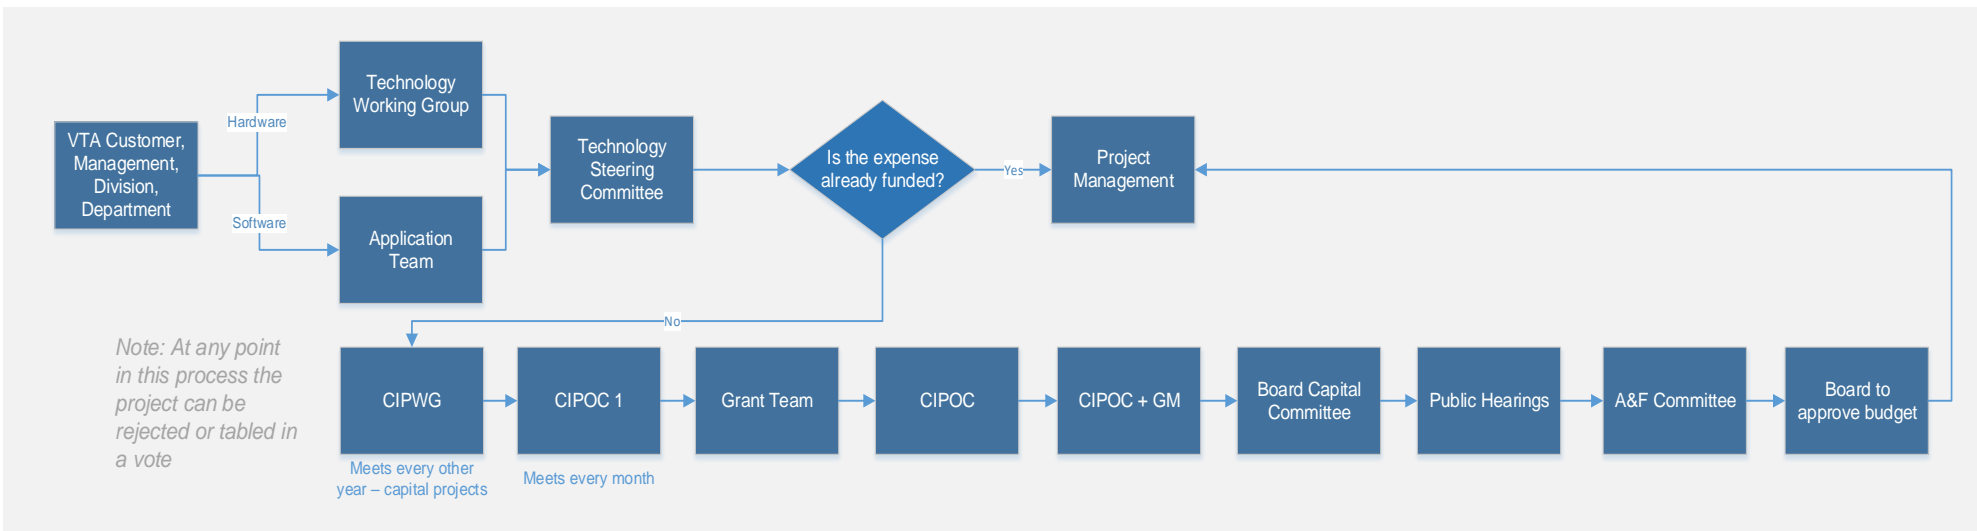 VTA Customer,
Management,
Division,
Department
Hardware
Software
Technology
Working Group
Application
Team
Technology
Steering
Committee
Is the expense
already funded?
Yes
Project
Management
No
Note: At any point
in this process the
project can be
rejected or tabled in
a vote
CIPWG
Meets every other
year – capital projects
CIPOC 1
Meets every month
Grant Team
CIPOC
CIPOC + GM
Board Capital
Committee
Public Hearings
A&F Committee
Board to
approve budget